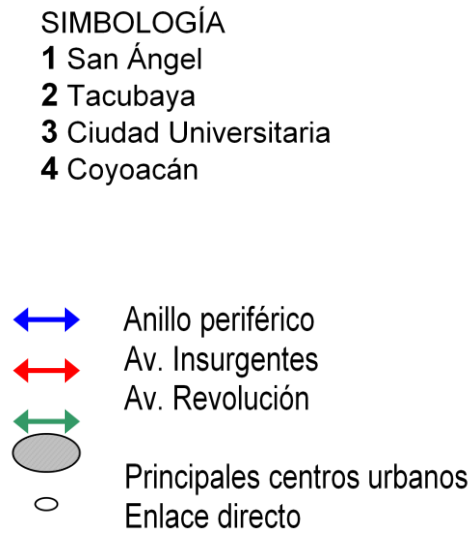 SIMBOLOGÍA
1 San Ángel
2 Tacubaya
3 Ciudad Universitaria
4 Coyoacán
Anillo periférico
Av. Insurgentes
Av. Revolución
Principales centros urbanos
Enlace directo